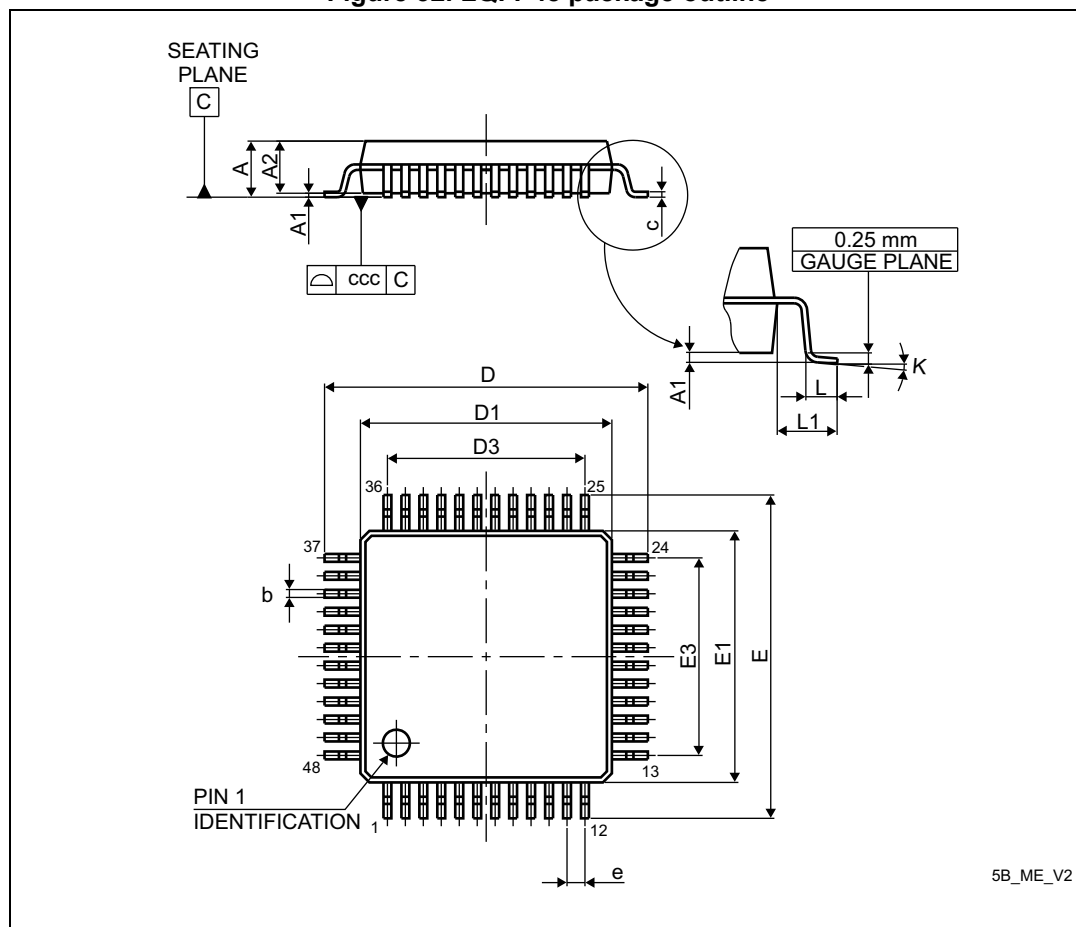 SEATING
PLANE
C
A
A2
A1
c
ccc C
0.25 mm
GAUGE PLANE
A1
K
L
L1
D
D1
D3
36
25
37
24
b
E3
E1
E
48
13
PIN 1
IDENTIFICATION
1
12
e
5B_ME_V2